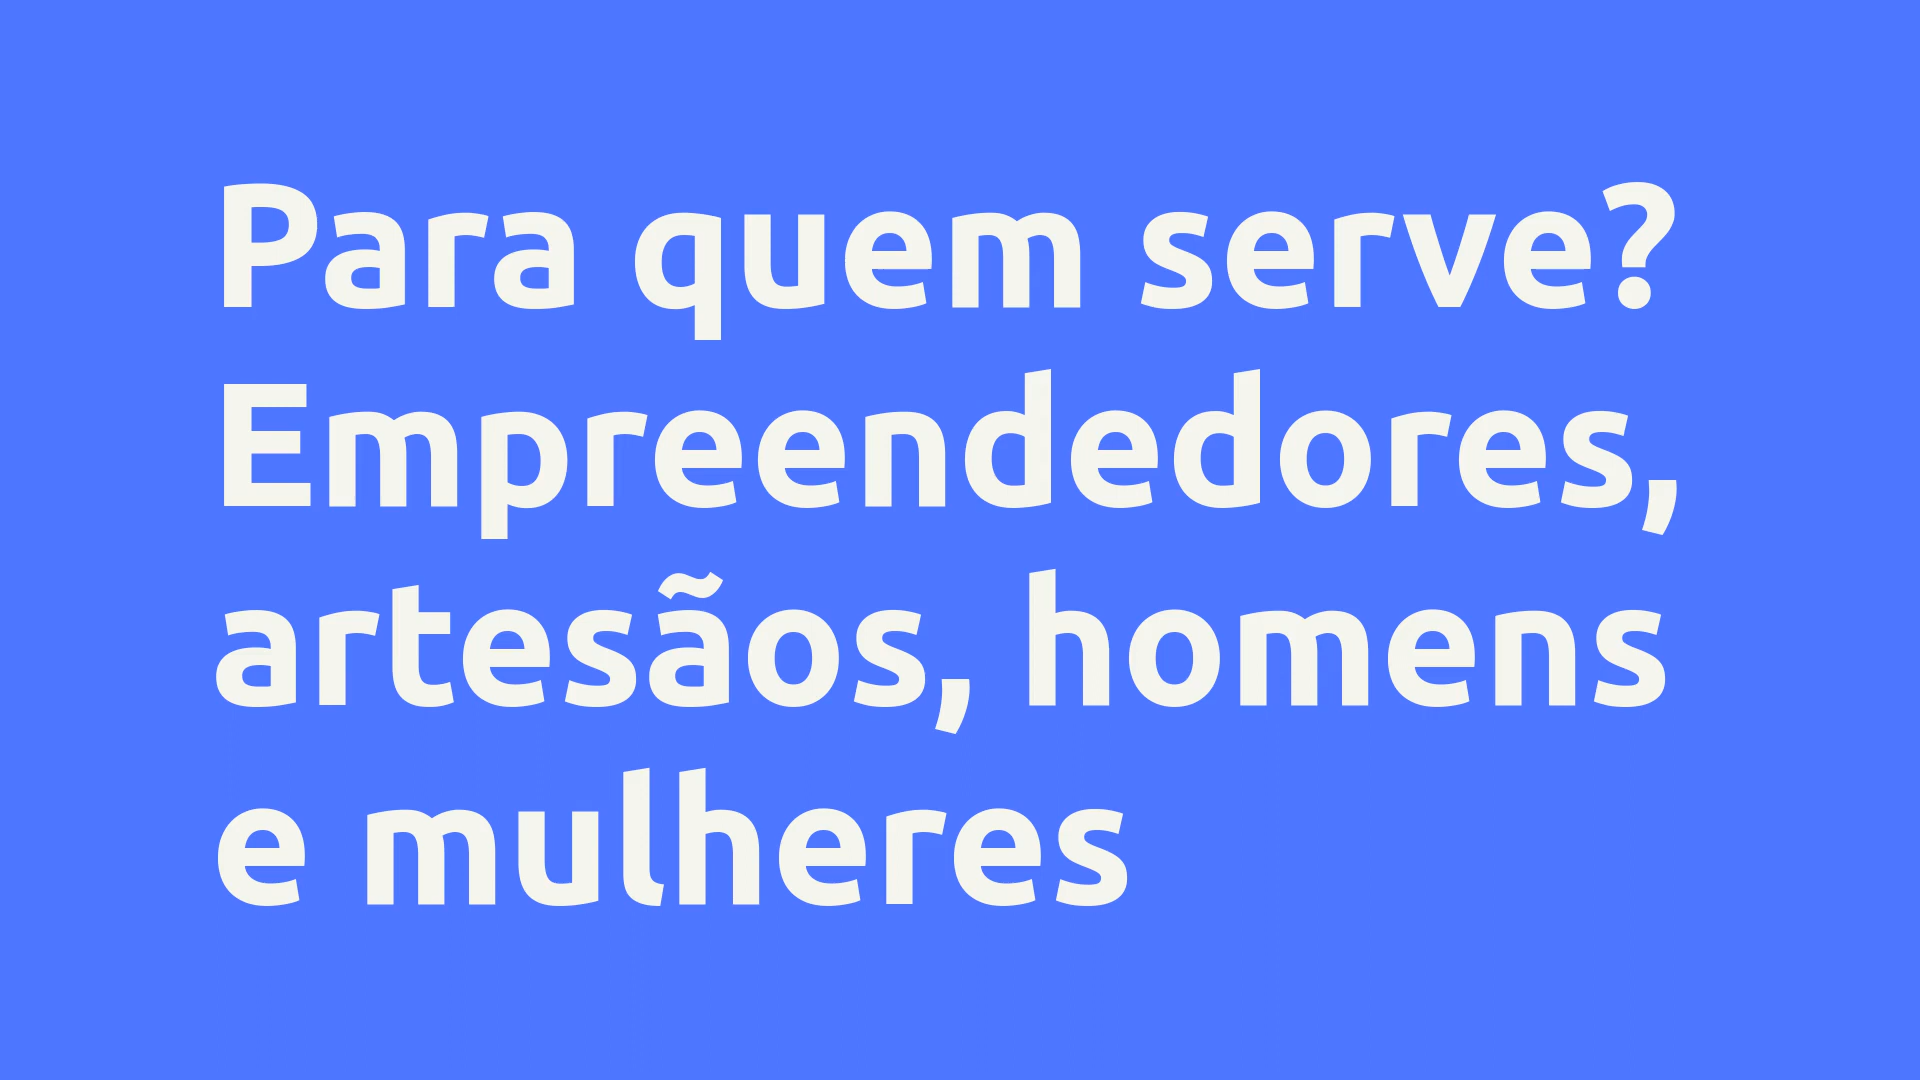 Para quem serve?
Empreendedores,
artesãos, homens
e mulheres